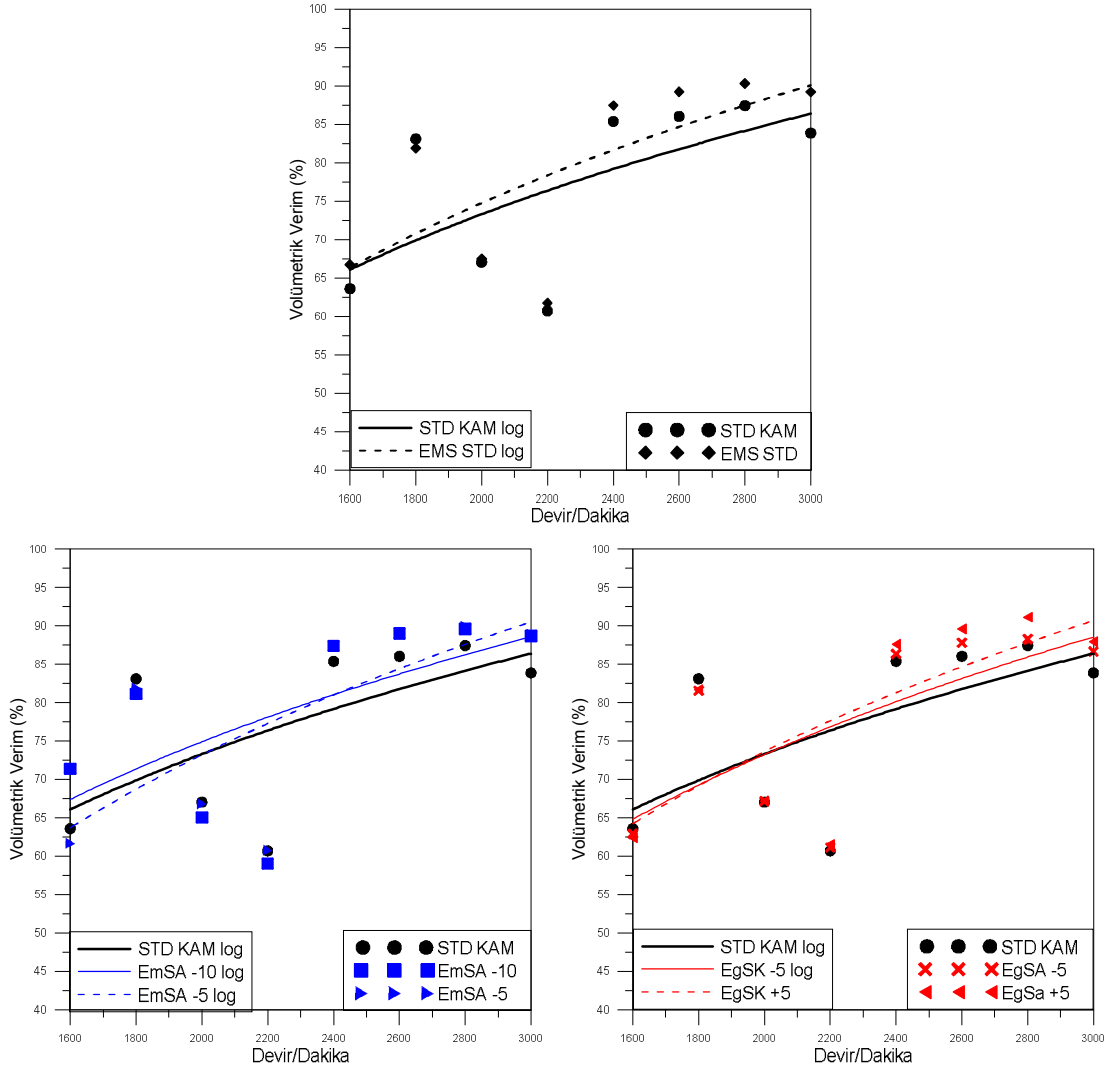 100
95
90
85
80
75
70
65
60
55
50
45
40
Volümetrik Verim (%)
STD KAM log
EMS STD log
STD KAM
EMS STD
1600 1800 2000 2200 2400 2600 2800 3000
Devir/Dakika
100
95
90
85
80
75
70
65
60
55
50
45
40
Volümetrik Verim (%)
STD KAM log
EmSA -10 log
EmSA -5 log
STD KAM
EmSA -10
EmSA -5
1600 1800 2000 2200 2400 2600 2800 3000
Devir/Dakika
100
95
90
85
80
75
70
65
60
55
50
45
40
Volümetrik Verim (%)
STD KAM log
EgSK -5 log
EgSK +5
STD KAM
EgSA -5
EgSa +5
1600 1800 2000 2200 2400 2600 2800 3000
Devir/Dakika